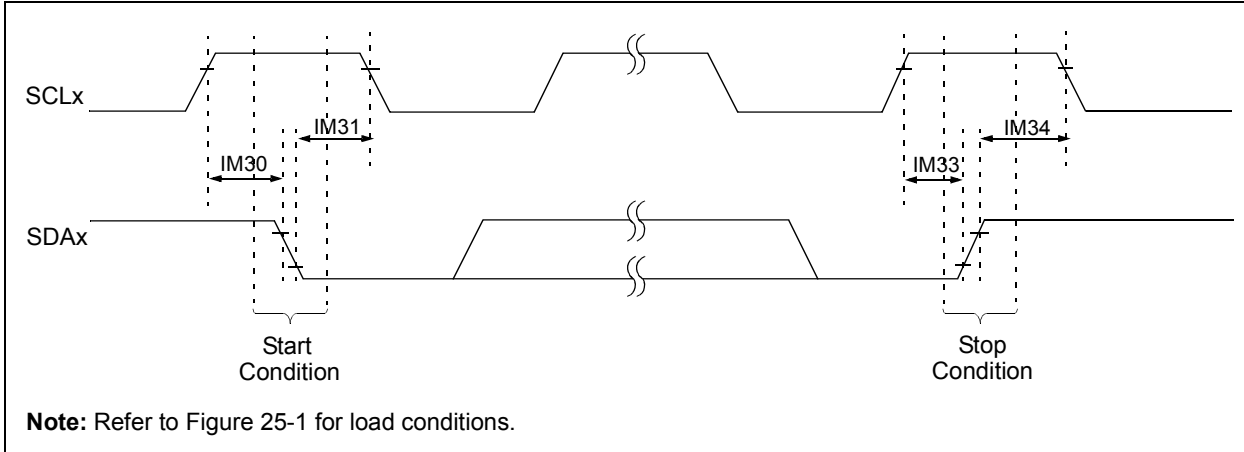 SCLx
IM31
IM34
IM30
IM33
SDAx
Start
Condition
Stop
Condition
Note: Refer to Figure 25-1 for load conditions.